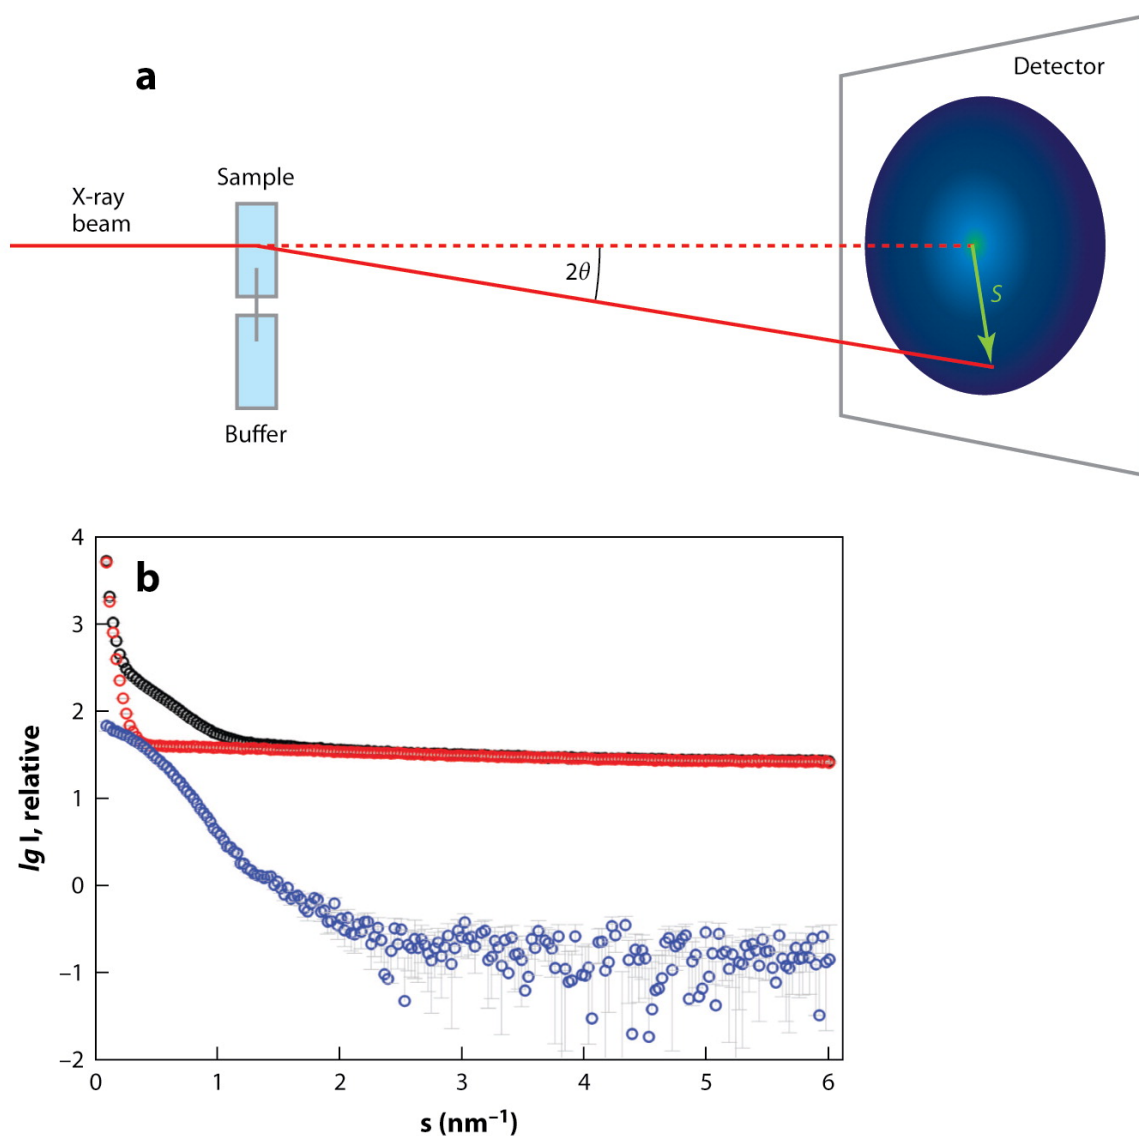 a
Detector
Sample
X-ray
beam
2θ
S
Buffer
b
4
3
2
1
0
−1
−2
lg I, relative
0 1 2 3 4 5 6
s (nm⁻¹)